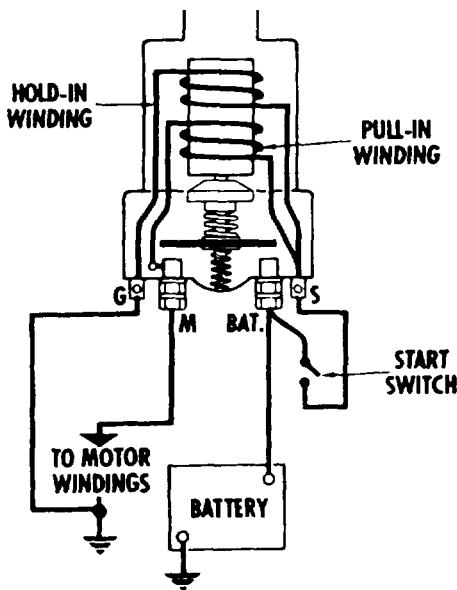 HOLD-IN
WINDING
PULL-IN
WINDING
G
M
BAT.
S
START
SWITCH
TO MOTOR
WINDINGS
BATTERY